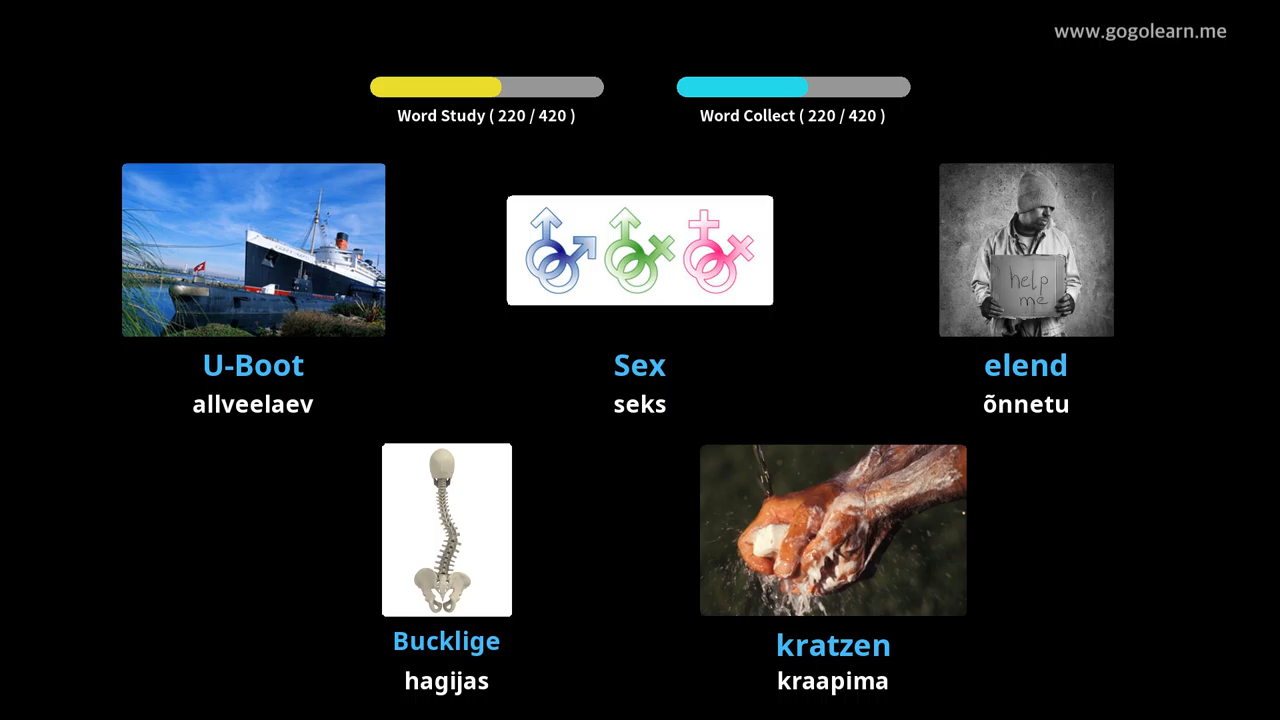 www.gogolearn.me
Word Study ( 220 / 420 )
Word Collect ( 220 / 420 )
help
me
U-Boot
allveelaev
Sex
seks
elend
õnnetu
Bucklige
hagijas
kratzen
kraapima